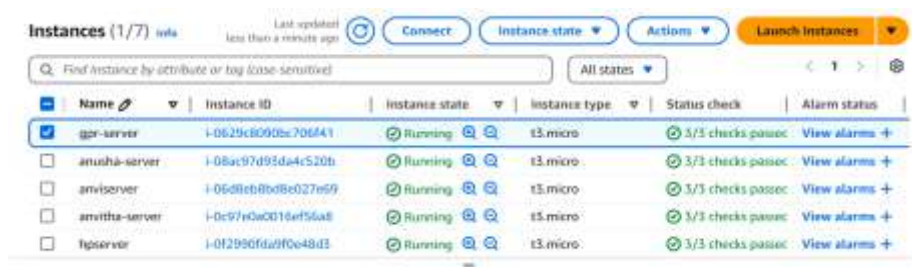 Instances (1/7) Info
Last updated
less than a minute ago
Connect
Instance state
Actions
Launch instances
Find Instance by attribute or tag (case-sensitive)
All states
1
Name
Instance ID
Instance state
Instance type
Status check
Alarm status
gpr-server i-0629c8090bc706f41 Running t3.micro 3/3 checks passec View alarms +
anusha-server i-08ac97d93da4c520b Running t3.micro 3/3 checks passec View alarms +
anviserver i-06d8eb8bd8e027e69 Running t3.micro 3/3 checks passec View alarms +
anvitha-server Running t3.micro 3/3 checks passec View alarms +
Running t3.micro 3/3 checks passec View alarms +